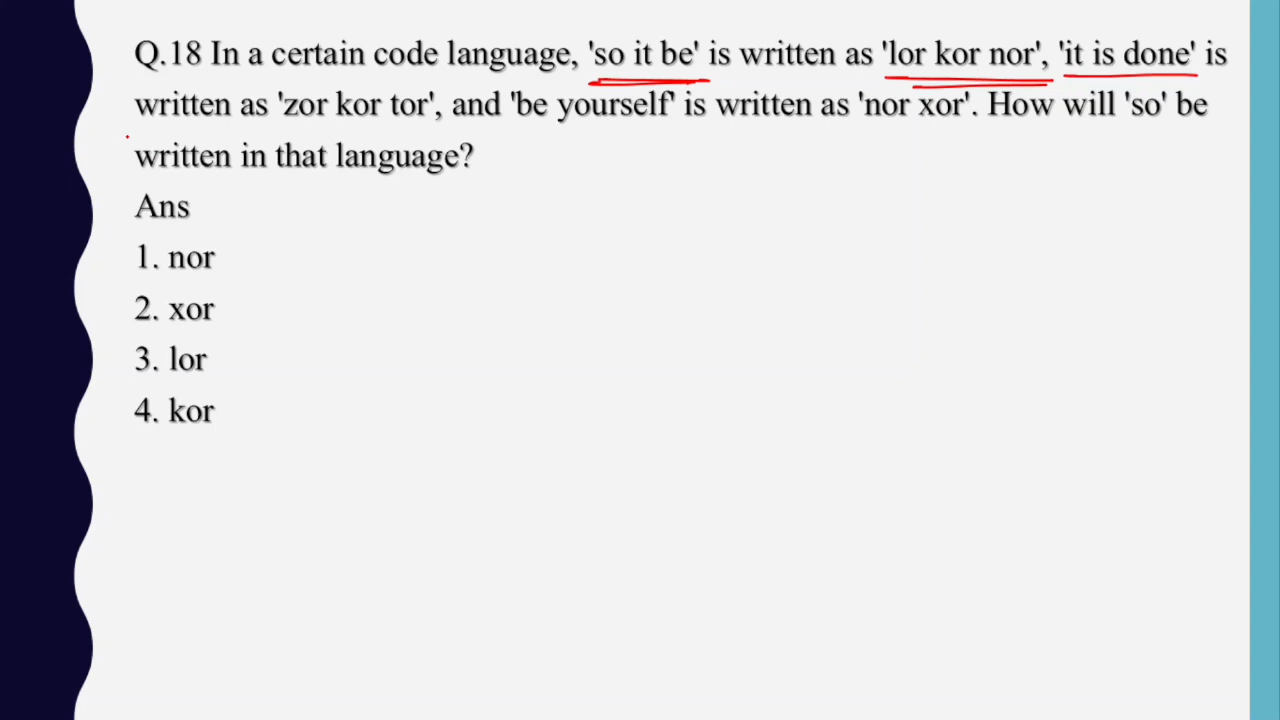 Q.18 In a certain code language, 'so it be' is written as 'lor kor nor', 'it is done' is
written as 'zor kor tor', and 'be yourself' is written as 'nor xor'. How will 'so' be
written in that language?
Ans
1. nor
2. xor
3. lor
4. kor